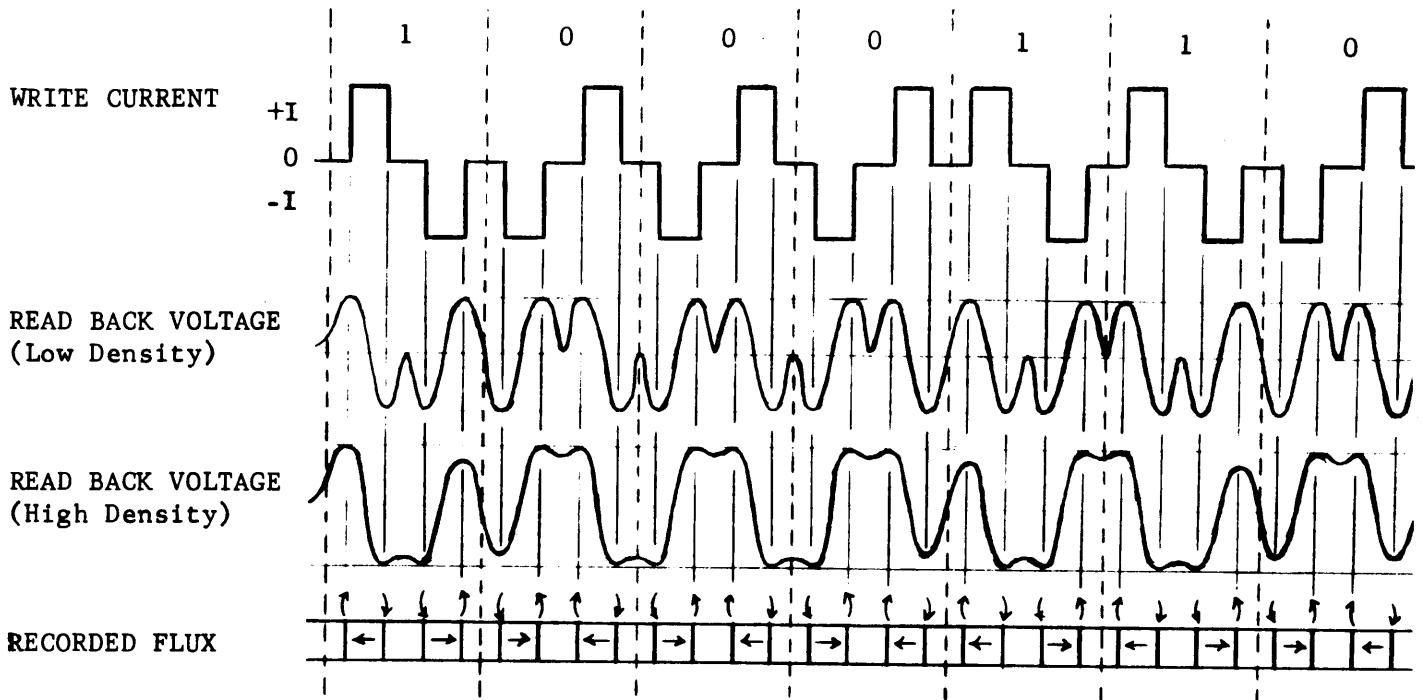 1 0 0 0 1 1 0
WRITE CURRENT
+I
0
-I
READ BACK VOLTAGE
(Low Density)
READ BACK VOLTAGE
(High Density)
RECORDED FLUX